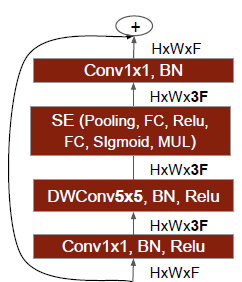 +
HxWxF
Conv1x1, BN
HxWx3F
SE (Pooling, FC, Relu,
FC, SIgmoid, MUL)
HxWx3F
DWConv5x5, BN, Relu
HxWx3F
Conv1x1, BN, Relu
HxWxF